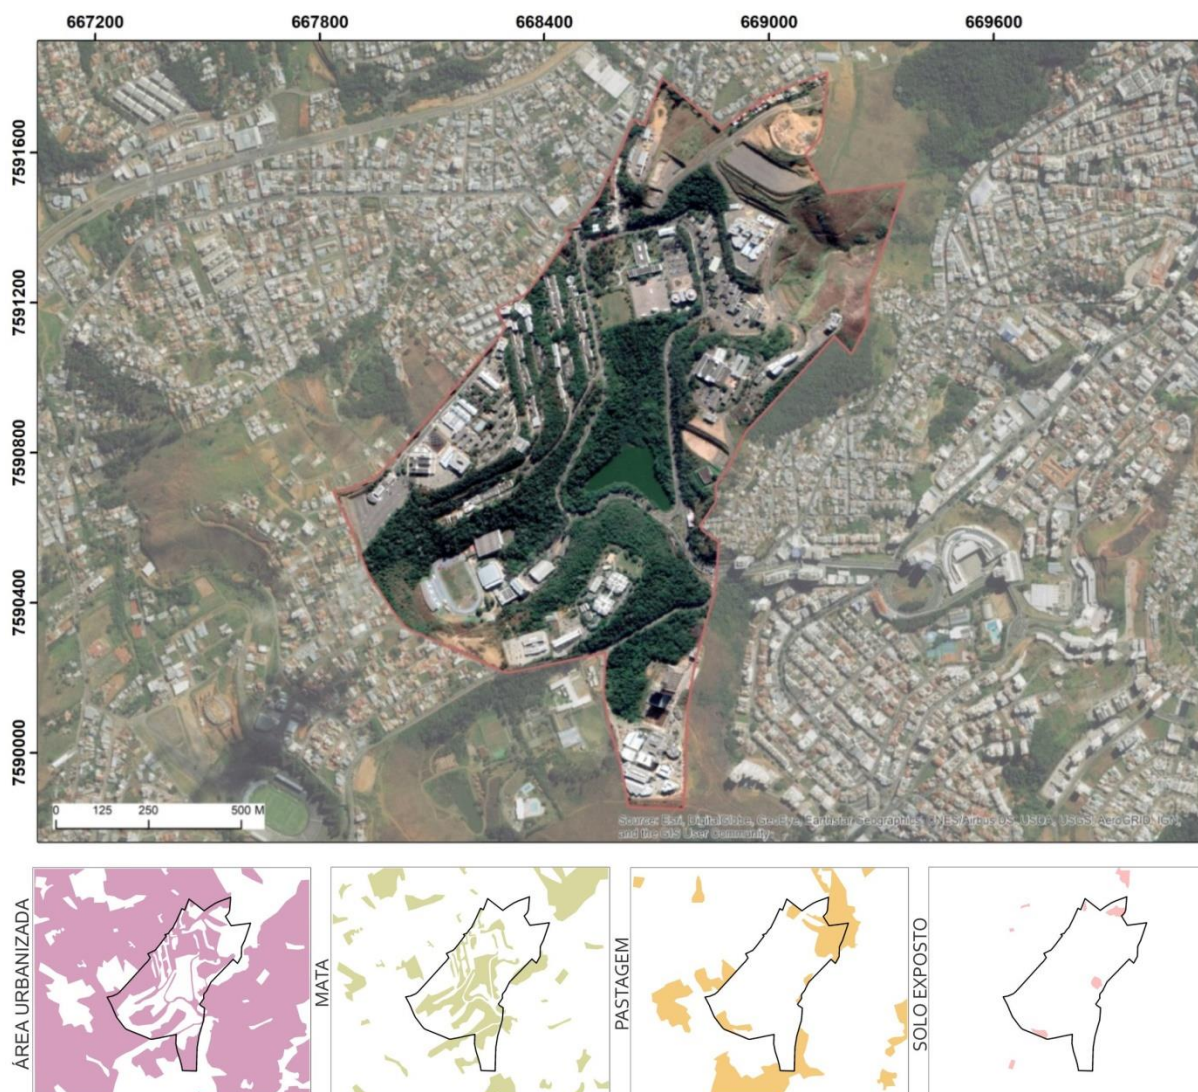 667200 667800 668400 669000 669600
7591600
7591200
7590800
7590400
7590000
0 125 250 500 M
Source: Esri, DigitalGlobe, GeoEye, Earthstar Geographics, CNES/Airbus DS, USDA, USGS, AeroGRID, IGN,
and the GIS User Community
ÁREA URBANIZADA
MATA
PASTAGEM
SOLO EXPOSTO